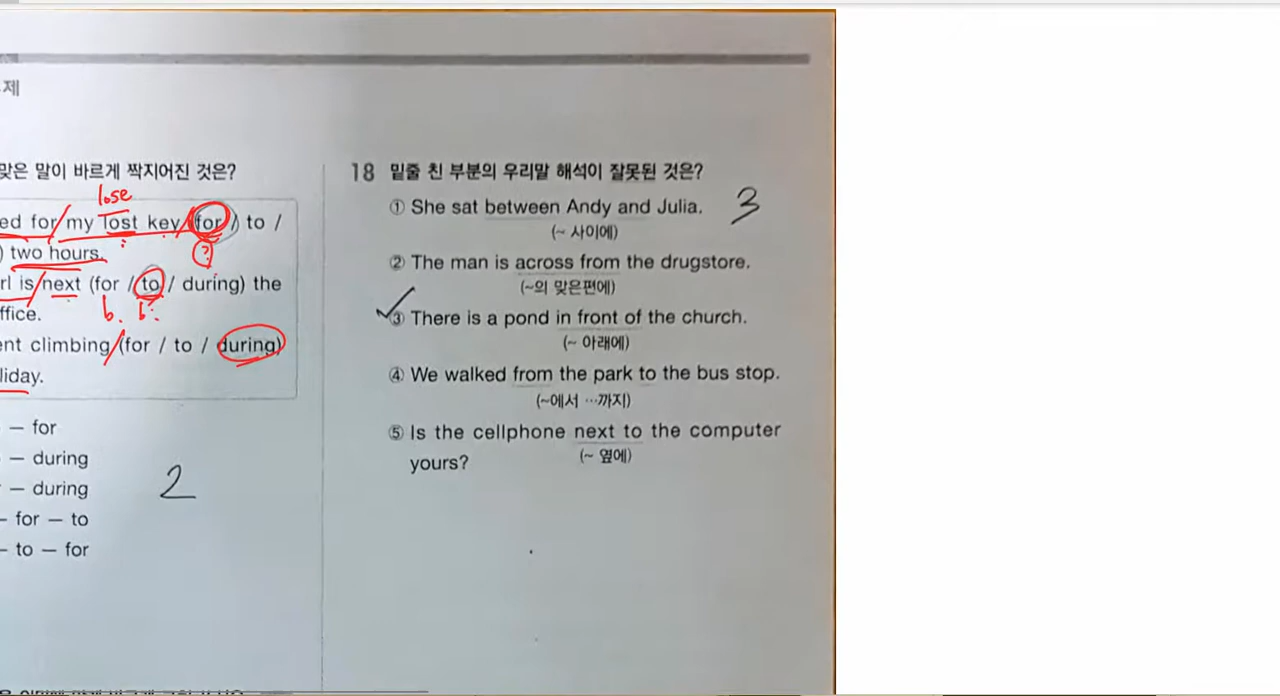 제
맞은 말이 바르게 짝지어진 것은?
lose
ed for / my lost key (for / to /
) two hours.
?
rl is / next (for / to / during) the
ffice.
b. b.
ent climbing (for / to / during)
liday.
— for
— during
— during
– for — to
– to — for
2
18 밑줄 친 부분의 우리말 해석이 잘못된 것은?
3
① She sat between Andy and Julia.
(~ 사이에)
② The man is across from the drugstore.
(~의 맞은편에)
③ There is a pond in front of the church.
(~ 아래에)
④ We walked from the park to the bus stop.
(~에서 …까지)
⑤ Is the cellphone next to the computer
yours?
(~ 옆에)